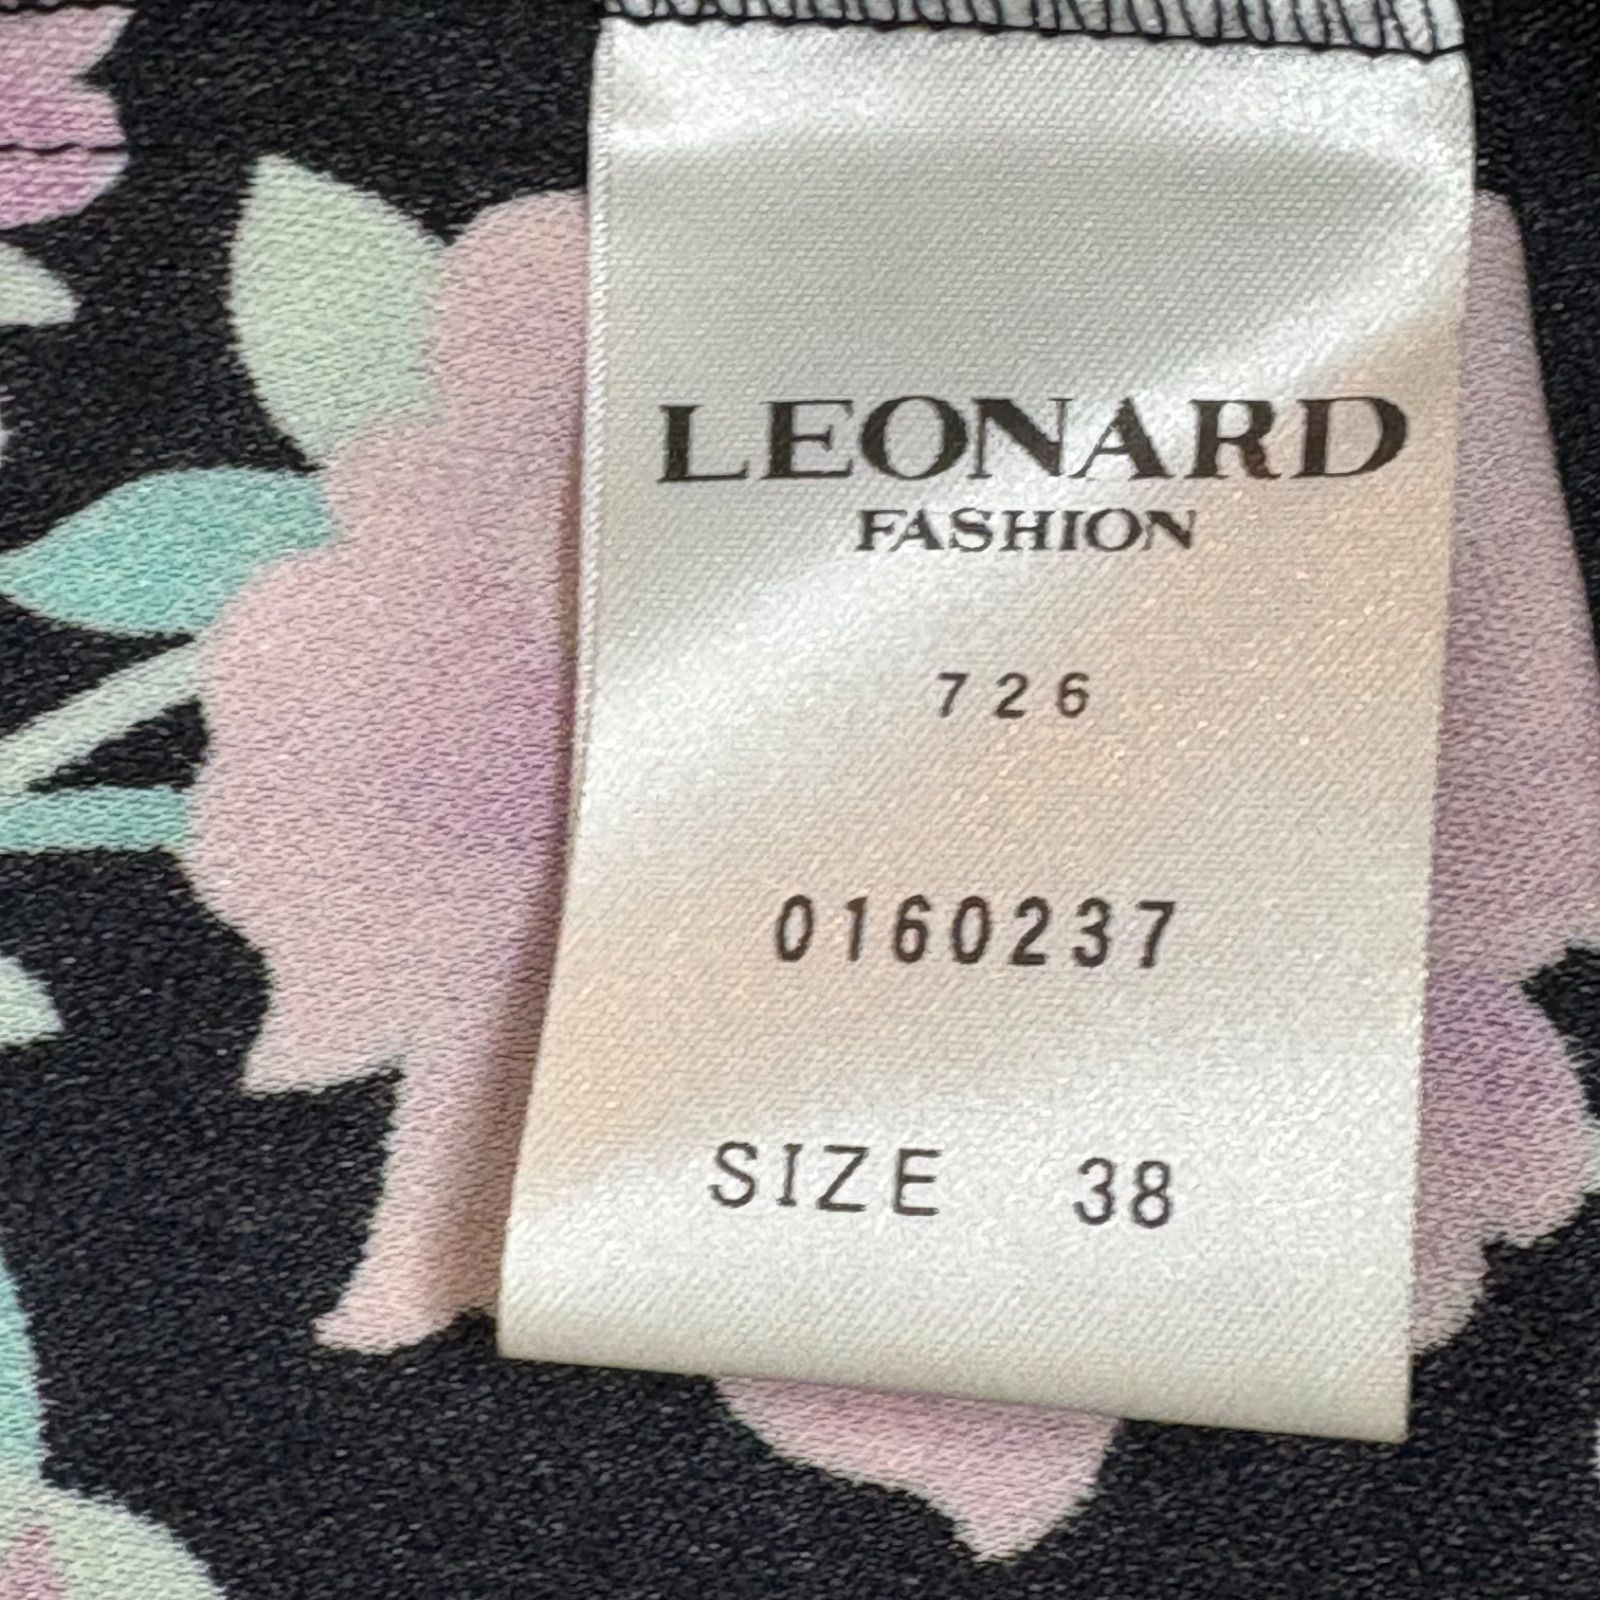 LEONARD
FASHION
726
0160237
SIZE 38